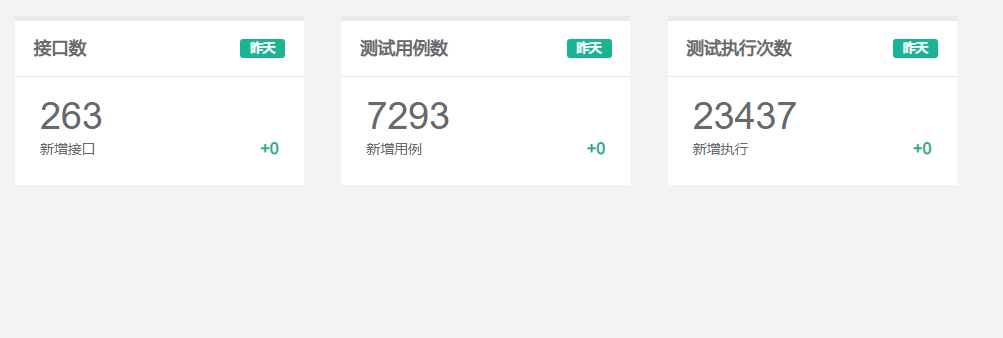 接口数 昨天
263
新增接口 +0
测试用例数 昨天
7293
新增用例 +0
测试执行次数 昨天
23437
新增执行 +0